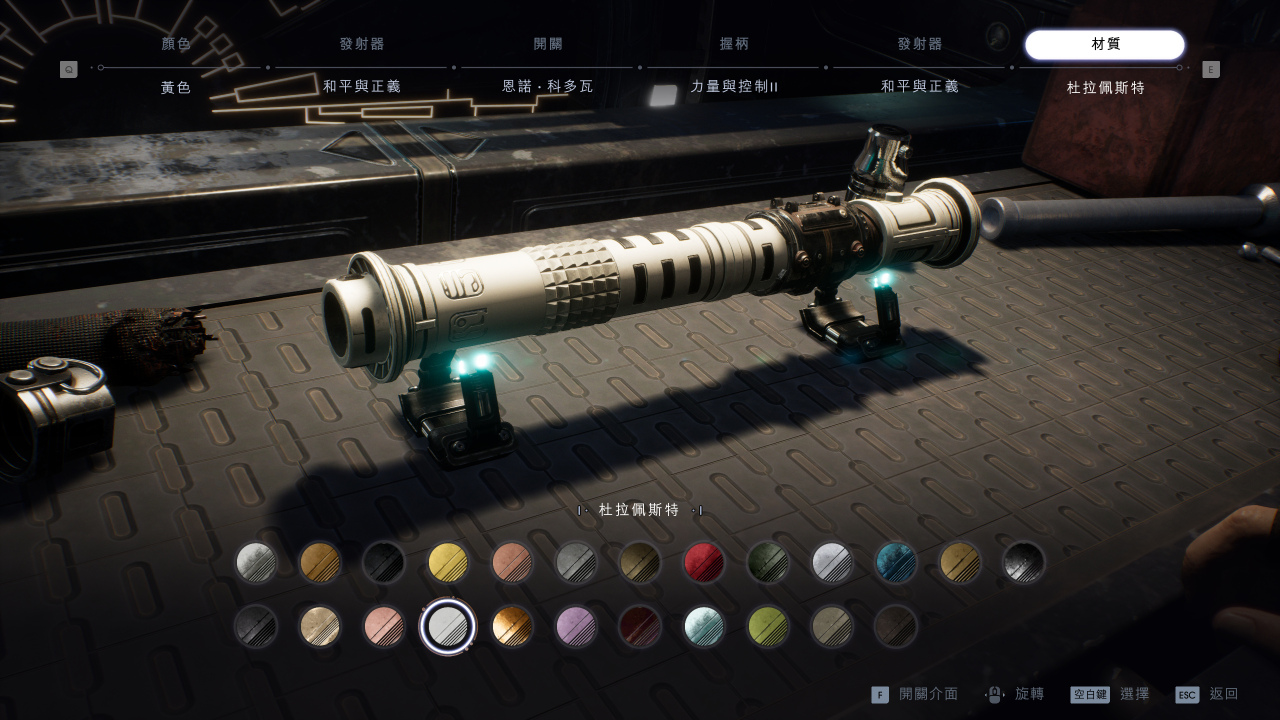 顏色 發射器 開關 握柄 發射器 材質
Q E
黃色 和平與正義 恩諾·科多瓦 力量與控制II 和平與正義 杜拉佩斯特
杜拉佩斯特
F 開關介面 旋轉 空白鍵 選擇 ESC 返回